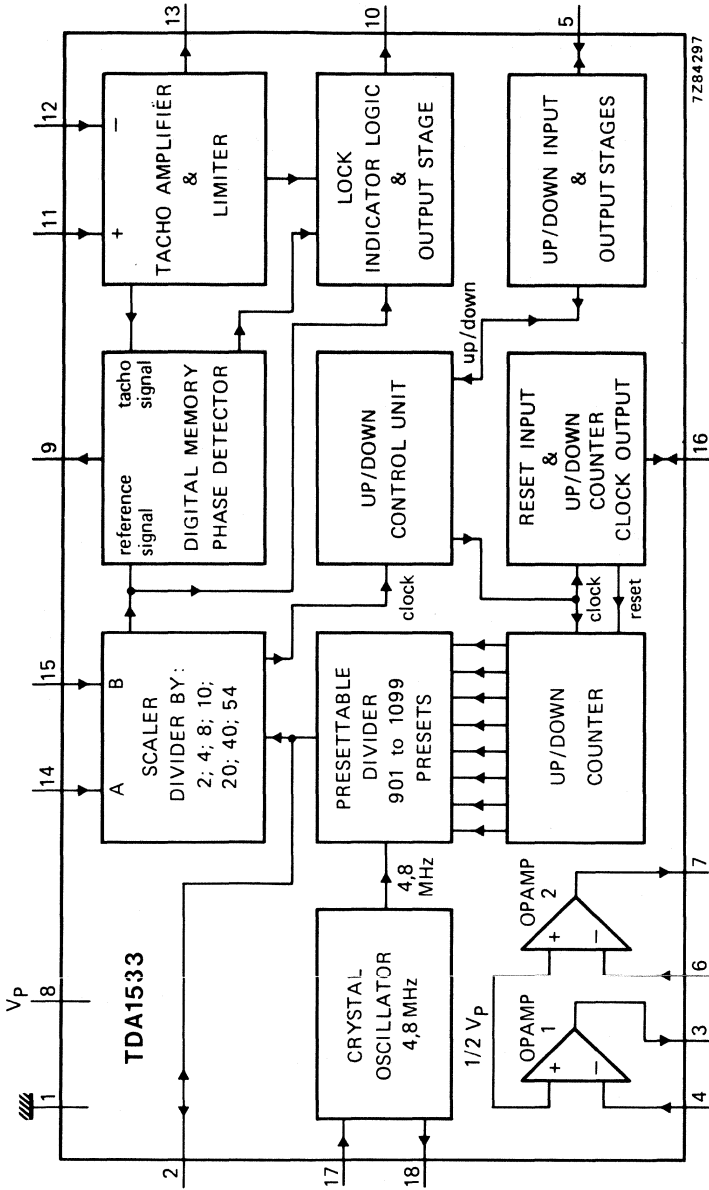 13
10
5
12
11
−
+
TACHO AMPLIFIER
&
LIMITER
LOCK
INDICATOR LOGIC
&
OUTPUT STAGE
UP/DOWN INPUT
&
OUTPUT STAGES
7Z84297
9
tacho
signal
reference
signal
DIGITAL MEMORY
PHASE DETECTOR
UP/DOWN
CONTROL UNIT
up/down
clock
RESET INPUT
&
UP/DOWN
COUNTER
CLOCK OUTPUT
16
clock
reset
15
14
B
A
SCALER
DIVIDER BY:
2; 4; 8; 10;
20; 40; 54
PRESETTABLE
DIVIDER
901 to 1099
PRESETS
UP/DOWN
COUNTER
4,8
MHz
VP
8
1
TDA1533
2
17
18
CRYSTAL
OSCILLATOR
4,8MHz
1/2 VP
OPAMP
1
+
−
OPAMP
2
+
−
4
3
6
7